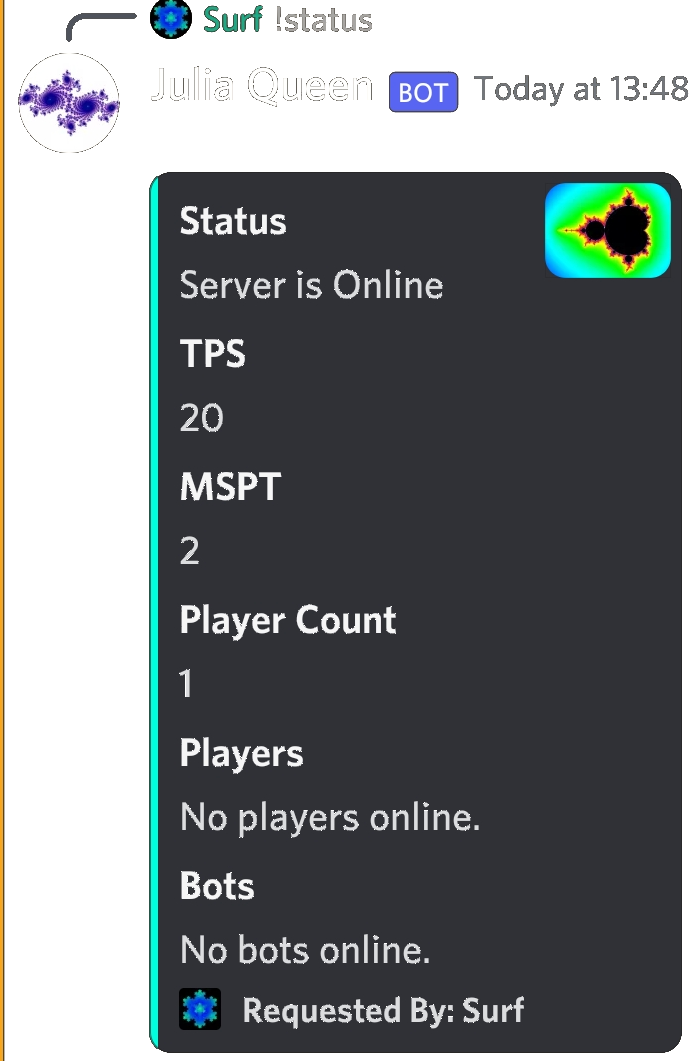 Surf !status
Julia Queen BOT Today at 13:48
Status
Server is Online
TPS
20
MSPT
2
Player Count
1
Players
No players online.
Bots
No bots online.
Requested By: Surf